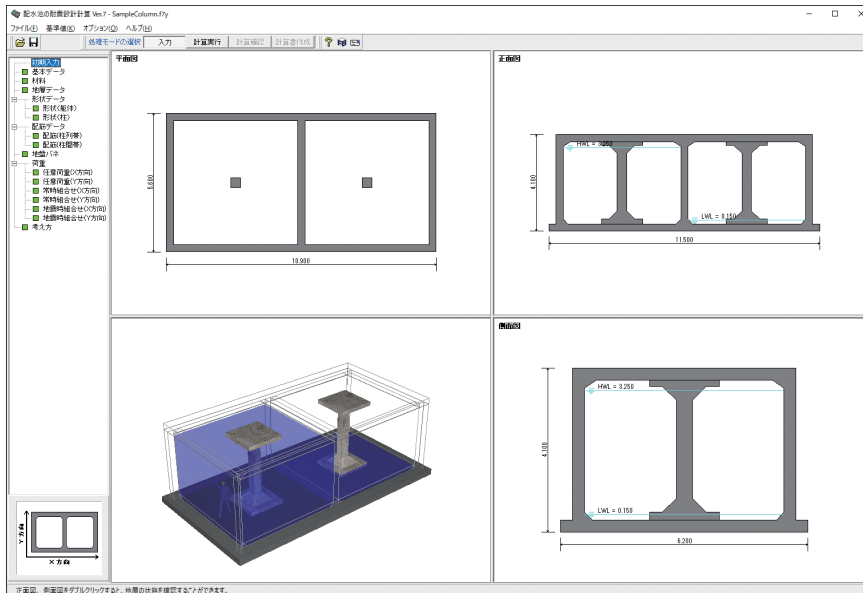 配水池の耐震設計計算 Ver.7 - SampleColumn.f7y
ファイル(F) 基準値(K) オプション(O) ヘルプ(H)
処理モードの選択 入力 計算実行 計算確認 計算書作成
初期入力
基本データ
材料
地層データ
形状データ
形状(躯体)
形状(柱)
配筋データ
配筋(柱列帯)
配筋(柱間帯)
地盤バネ
荷重
任意荷重(X方向)
任意荷重(Y方向)
常時組合せ(X方向)
常時組合せ(Y方向)
地震時組合せ(X方向)
地震時組合せ(Y方向)
考え方
Y方向
X方向
平面図
5.600
10.900
正面図
HWL = 3.250
4.100
LWL = 0.150
11.500
側面図
HWL = 3.250
4.100
LWL = 0.150
6.200
正面図、側面図をダブルクリックすると、地層の状態を確認することができます。